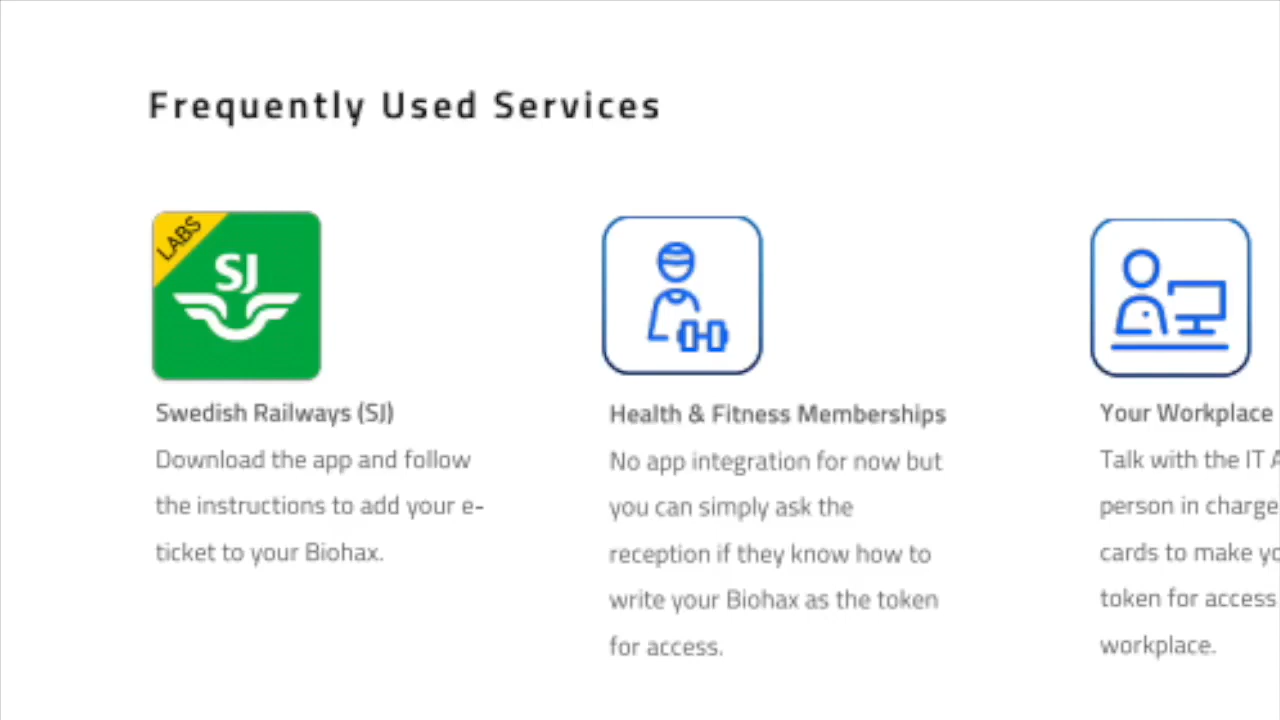 Frequently Used Services
LABS
SJ
Swedish Railways (SJ)
Download the app and follow
the instructions to add your e-
ticket to your Biohax.
Health & Fitness Memberships
No app integration for now but
you can simply ask the
reception if they know how to
write your Biohax as the token
for access.
Your Workplace
Talk with the IT
person in charge
cards to make
token for access
workplace.